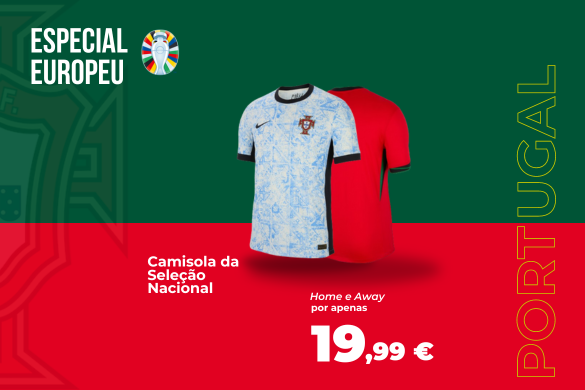 ESPECIAL
EUROPEU
PORTUGAL
Camisola da
Seleção
Nacional
Home e Away
por apenas
19,99 €